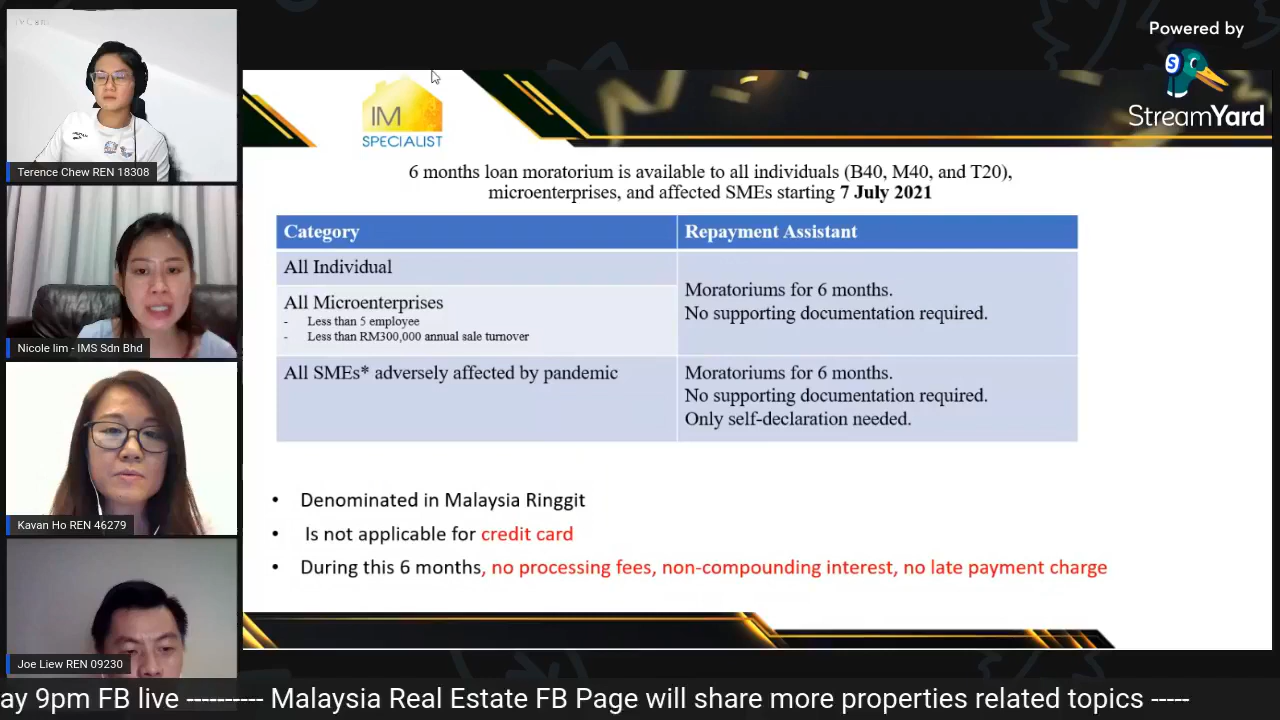 Terence Chew REN 18308
Nicole lim - IMS Sdn Bhd
Kavan Ho REN 46279
Joe Liew REN 09230
Powered by
StreamYard
IM
SPECIALIST
6 months loan moratorium is available to all individuals (B40, M40, and T20),
microenterprises, and affected SMEs starting 7 July 2021
Category
Repayment Assistant
All Individual
All Microenterprises
- Less than 5 employee
- Less than RM300,000 annual sale turnover
Moratoriums for 6 months.
No supporting documentation required.
All SMEs* adversely affected by pandemic
Moratoriums for 6 months.
No supporting documentation required.
Only self-declaration needed.
• Denominated in Malaysia Ringgit
• Is not applicable for credit card
• During this 6 months, no processing fees, non-compounding interest, no late payment charge
ay 9pm FB live ---------- Malaysia Real Estate FB Page will share more properties related topics -----